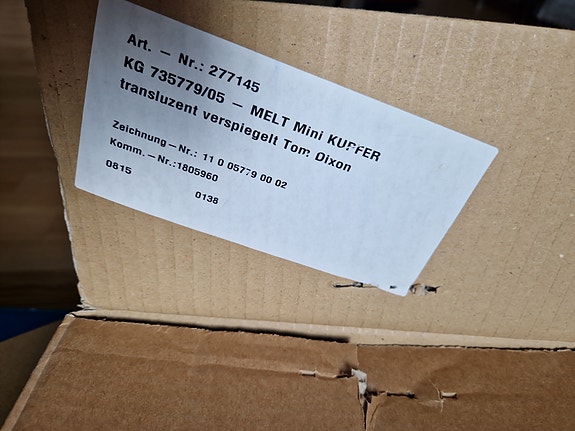 Art. – Nr.: 277145
KG 735779/05 – MELT Mini KUPFER
transluzent verspiegelt Tom Dixon
Zeichnung–Nr.: 11 0 05779 00 02
Komm. –Nr.:1805960
0815
0138